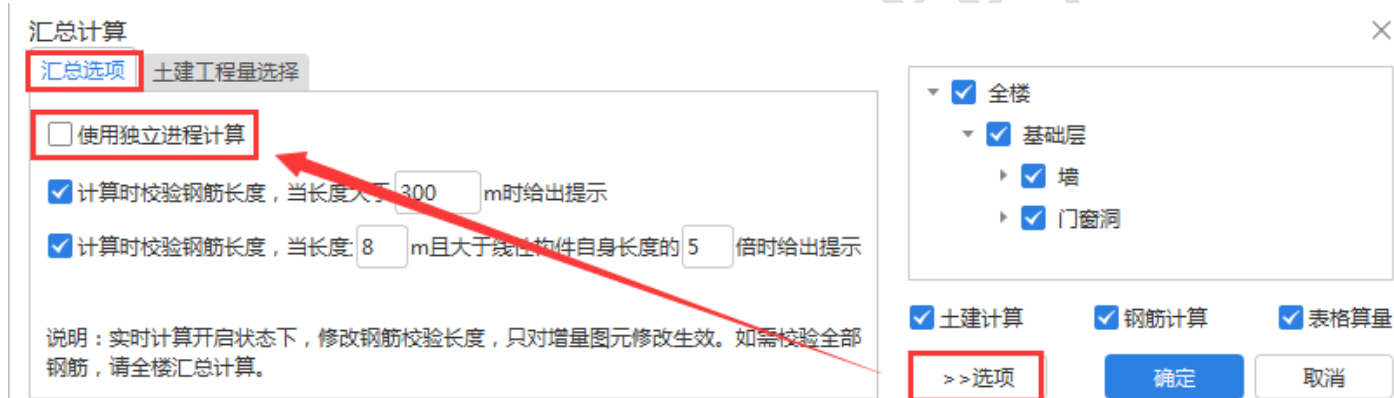 汇总计算
汇总选项 土建工程量选择
使用独立进程计算
计算时校验钢筋长度，当长度大于 300 m时给出提示
计算时校验钢筋长度，当长度 8 m且大于线性构件自身长度的 5 倍时给出提示
说明：实时计算开启状态下，修改钢筋校验长度，只对增量图元修改生效。如需校验全部
钢筋，请全楼汇总计算。
全楼
基础层
墙
门窗洞
土建计算 钢筋计算 表格算量
>>选项 确定 取消